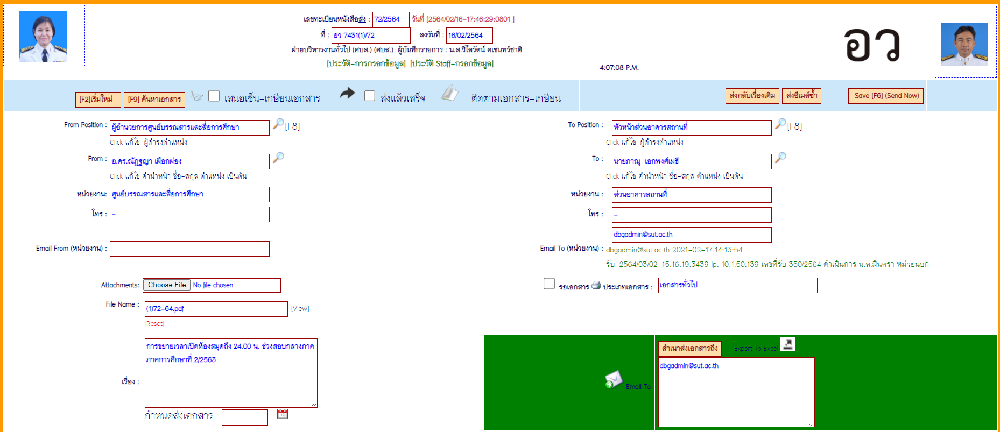 เลขทะเบียนหนังสือส่ง : 72/2564 วันที่ [2564/02/16-17:46:29:0801 ]
ที่ : อว 7431(1)/72 ลงวันที่ : 16/02/2564
ฝ่ายบริหารงานทั่วไป (ศบส.) (ศบส.) ผู้บันทึกรายการ : น.ส.วิไลรัตน์ คเชนทร์ชาติ
[ประวัติ-การกรอกข้อมูล] [ประวัติ Staff-กรอกข้อมูล]
4:07:08 P.M.
อว
[F2]เริ่มใหม่ [F9] ค้นหาเอกสาร เสนอเซ็น-เกษียนเอกสาร ส่งแล้วเสร็จ ติดตามเอกสาร-เกษียน ส่งกลับเรื่องเดิม ส่งอีเมล์ซ้ำ Save [F6] (Send Now)
From Position : ผู้อำนวยการศูนย์บรรณสารและสื่อการศึกษา [F8] To Position : หัวหน้าส่วนอาคารสถานที่ [F8]
Click แก้ไข-ผู้ดำรงตำแหน่ง Click แก้ไข-ผู้ดำรงตำแหน่ง
From : อ.ดร.ณัฏฐญา เผือกผ่อง To : นายภาณุ เอกพงศ์เมธี
Click แก้ไข คำนำหน้า ชื่อ-สกุล ตำแหน่ง เป็นต้น Click แก้ไข คำนำหน้า ชื่อ-สกุล ตำแหน่ง เป็นต้น
หน่วยงาน: ศูนย์บรรณสารและสื่อการศึกษา หน่วยงาน : ส่วนอาคารสถานที่
โทร : - โทร : -
dbgadmin@sut.ac.th
Email From (หน่วยงาน) : Email To (หน่วยงาน) : dbgadmin@sut.ac.th 2021-02-17 14:13:54
รับ-2564/03/02-15:16:19:3439 Ip: 10.1.50.139 เลขที่รับ 350/2564 ดำเนินการ น.ส.มินตรา หม่วยนอก
Attachments: Choose File No file chosen รอเอกสาร ประเภทเอกสาร : เอกสารทั่วไป
File Name : (1)72-64.pdf [View]
[Reset]
การขยายเวลาเปิดห้องสมุดถึง 24.00 น. ช่วงสอบกลางภาค
ภาคการศึกษาที่ 2/2563
เรื่อง :
กำหนดส่งเอกสาร :
สำเนาส่งเอกสารถึง Export To Excel
dbgadmin@sut.ac.th
Email To